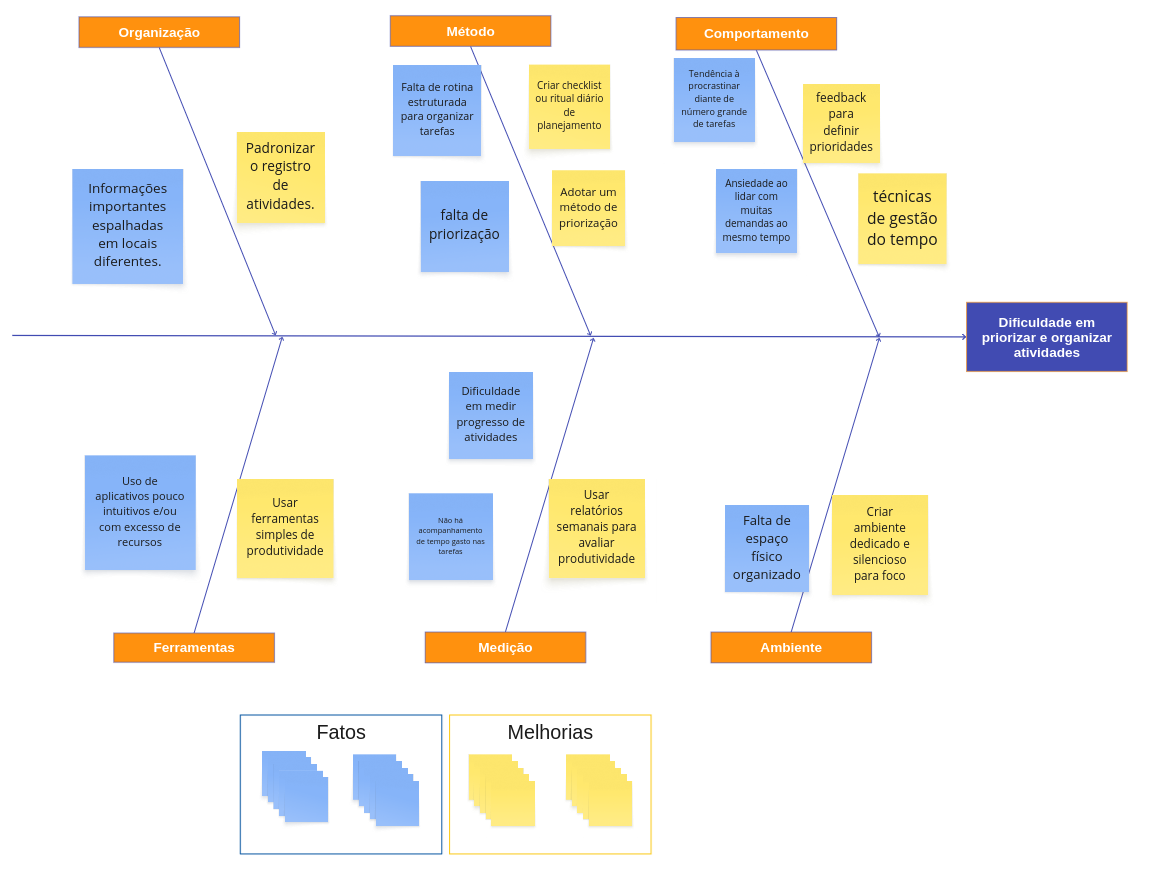 Organização
Método
Comportamento
Informações
importantes
espalhadas
em locais
diferentes.
Padronizar
o registro
de
atividades.
Falta de rotina
estruturada
para organizar
tarefas
Criar checklist
ou ritual diário
de
planejamento
falta de
priorização
Adotar um
método de
priorização
Tendência à
procrastinar
diante de
número grande
de tarefas
feedback
para
definir
prioridades
Ansiedade ao
lidar com
muitas
demandas ao
mesmo tempo
técnicas
de gestão
do tempo
Dificuldade em
priorizar e organizar
atividades
Uso de
aplicativos pouco
intuitivos e/ou
com excesso de
recursos
Usar
ferramentas
simples de
produtividade
Dificuldade
em medir
progresso de
atividades
Não há
acompanhamento
de tempo gasto nas
tarefas
Usar
relatórios
semanais para
avaliar
produtividade
Falta de
espaço
físico
organizado
Criar
ambiente
dedicado e
silencioso
para foco
Ferramentas
Medição
Ambiente
Fatos
Melhorias